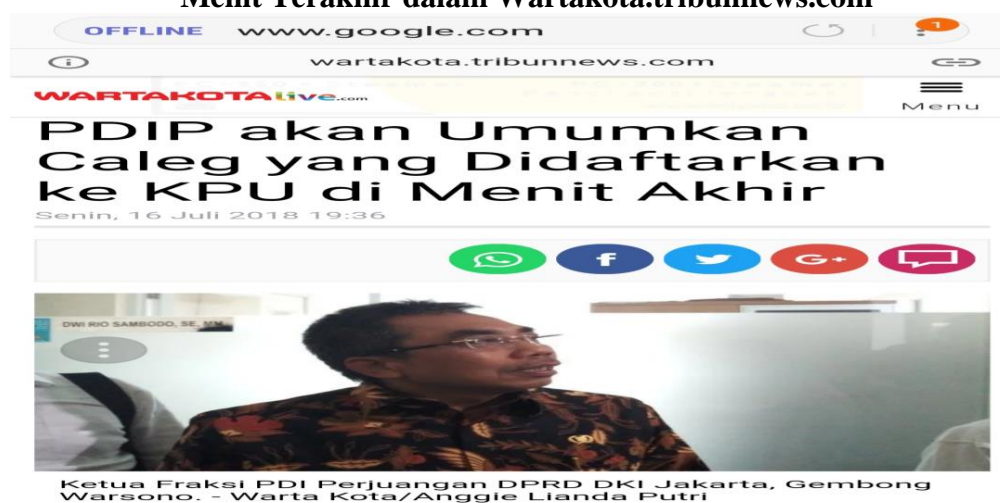 Menit Terakhir dalam Wartakota.tribunnews.com
OFFLINE www.google.com
1
wartakota.tribunnews.com
WARTAKOTAlive.com
Menu
PDIP akan Umumkan
Caleg yang Didaftarkan
ke KPU di Menit Akhir
Senin, 16 Juli 2018 19:36
f
G+
DWI RIO SAMBODO, SE, MM
Ketua Fraksi PDI Perjuangan DPRD DKI Jakarta, Gembong
Warsono. - Warta Kota/Anggie Lianda Putri